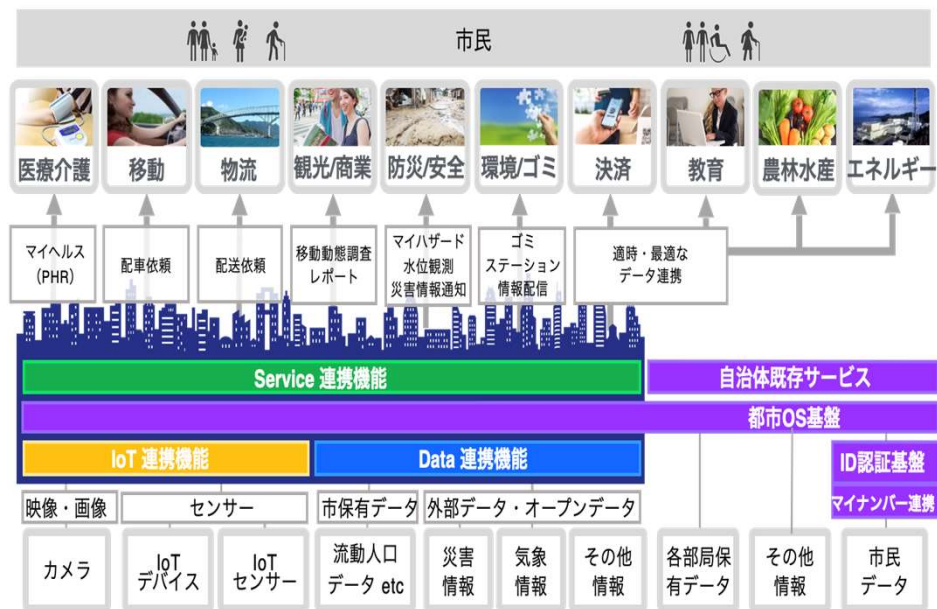 市民
医療介護
移動
物流
観光/商業
防災/安全
環境/ゴミ
決済
教育
農林水産
エネルギー
マイヘルス
(PHR)
配車依頼
配送依頼
移動動態調査
レポート
マイハザード
水位観測
災害情報通知
ゴミ
ステーション
情報配信
適時・最適な
データ連携
Service 連携機能
自治体既存サービス
都市OS基盤
IoT 連携機能
Data 連携機能
ID認証基盤
マイナンバー連携
映像・画像
センサー
市保有データ
外部データ・オープンデータ
カメラ
IoT
デバイス
IoT
センサー
流動人口
データ etc
災害
情報
気象
情報
その他
情報
各部局保
有データ
その他
情報
市民
データ